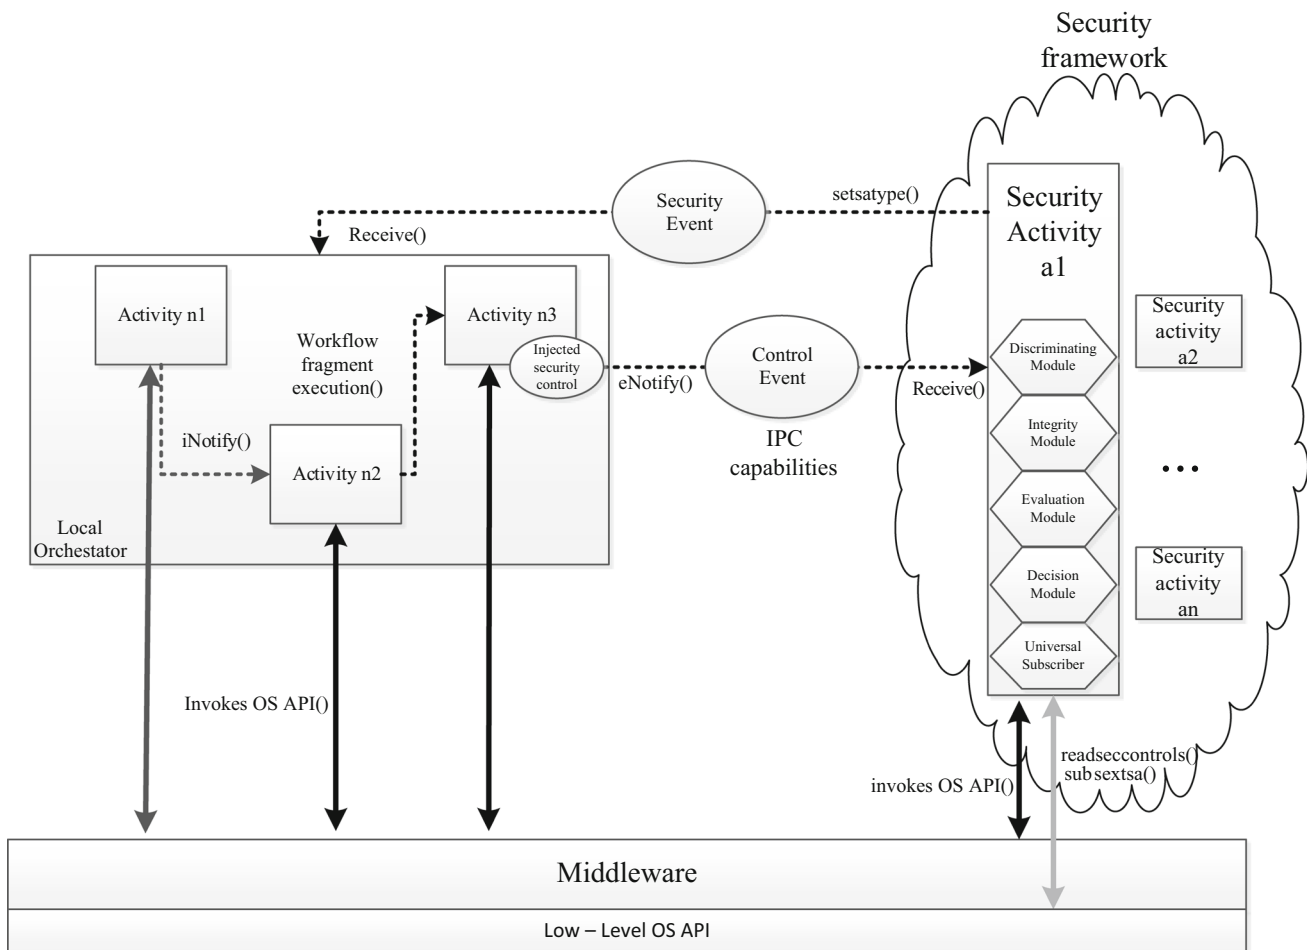 Security
framework
Security
Event
setsatype()
Receive()
Security
Activity
a1
Activity n1
Activity n3
Workflow
fragment
execution()
Injected
security
control
eNotify()
Control
Event
Receive()
IPC
capabilities
iNotify()
Activity n2
Local
Orchestator
Discriminating
Module
Integrity
Module
Evaluation
Module
Decision
Module
Universal
Subscriber
Security
activity
a2
...
Security
activity
an
Invokes OS API()
invokes OS API()
readseccontrols()
subsextsa()
Middleware
Low – Level OS API